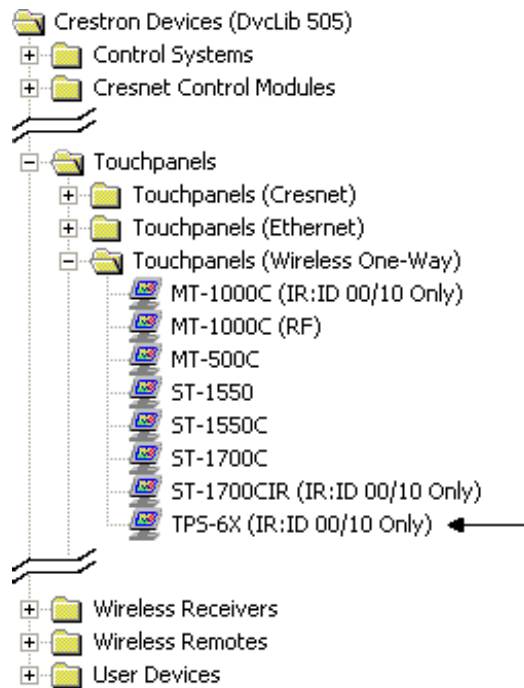 Crestron Devices (DvcLib 505)
Control Systems
Cresnet Control Modules
Touchpanels
Touchpanels (Cresnet)
Touchpanels (Ethernet)
Touchpanels (Wireless One-Way)
MT-1000C (IR:ID 00/10 Only)
MT-1000C (RF)
MT-500C
ST-1550
ST-1550C
ST-1700C
ST-1700CIR (IR:ID 00/10 Only)
TPS-6X (IR:ID 00/10 Only)
Wireless Receivers
Wireless Remotes
User Devices